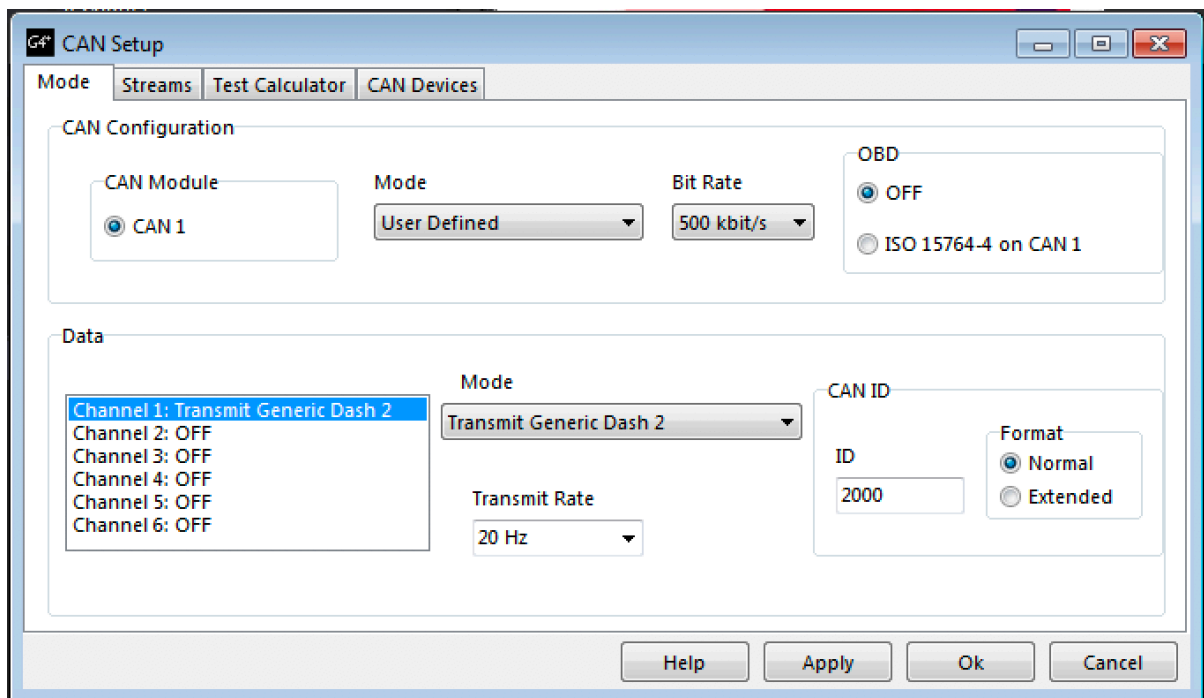 G4+ CAN Setup
Mode Streams Test Calculator CAN Devices
CAN Configuration
CAN Module
CAN 1
Mode
User Defined
Bit Rate
500 kbit/s
OBD
OFF
ISO 15764-4 on CAN 1
Data
Channel 1: Transmit Generic Dash 2
Channel 2: OFF
Channel 3: OFF
Channel 4: OFF
Channel 5: OFF
Channel 6: OFF
Mode
Transmit Generic Dash 2
Transmit Rate
20 Hz
CAN ID
ID
2000
Format
Normal
Extended
Help Apply Ok Cancel